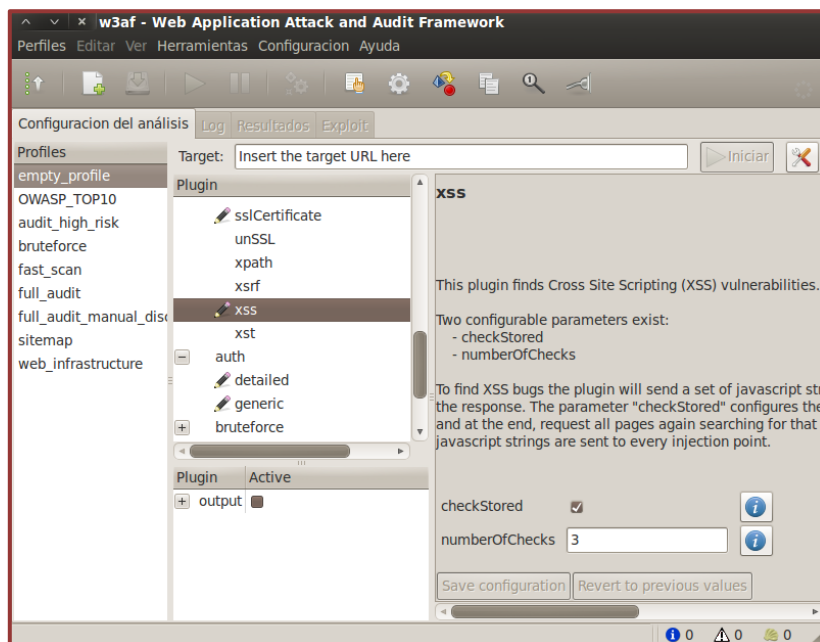 w3af - Web Application Attack and Audit Framework
Perfiles Editar Ver Herramientas Configuracion Ayuda
Configuracion del análisis Log Resultados Exploit
Profiles
empty_profile
OWASP_TOP10
audit_high_risk
bruteforce
fast_scan
full_audit
full_audit_manual_disc
sitemap
web_infrastructure
Target: Insert the target URL here Iniciar
Plugin
sslCertificate
unSSL
xpath
xsrf
xss
xst
auth
detailed
generic
bruteforce
Plugin Active
output
xss
This plugin finds Cross Site Scripting (XSS) vulnerabilities.
Two configurable parameters exist:
- checkStored
- numberOfChecks
To find XSS bugs the plugin will send a set of javascript str
the response. The parameter "checkStored" configures the
and at the end, request all pages again searching for that
javascript strings are sent to every injection point.
checkStored
numberOfChecks 3
Save configuration Revert to previous values
0 0 0